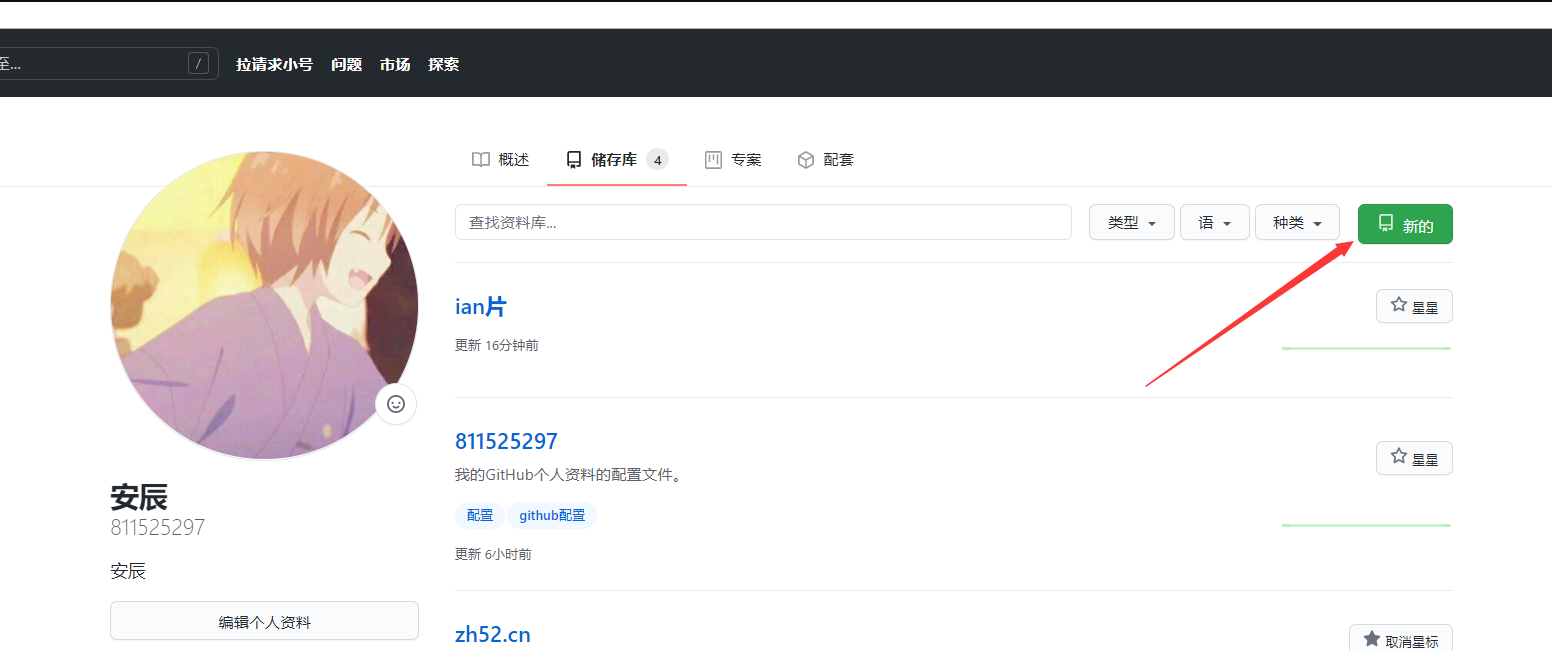 至... / 拉请求小号 问题 市场 探索
概述 储存库 4 专案 配套
查找资料库... 类型 语 种类 新的
ian片
星星
更新 16分钟前
811525297
星星
我的GitHub个人资料的配置文件。
配置 github配置
更新 6小时前
zh52.cn
取消星标
安辰
811525297
安辰
编辑个人资料